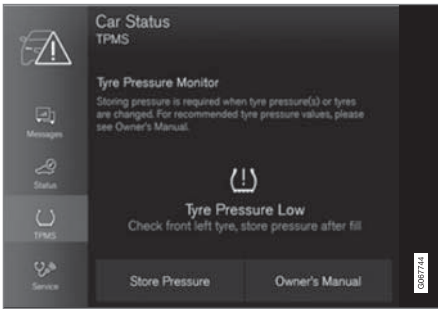 Car Status
TPMS
Tyre Pressure Monitor
Storing pressure is required when tyre pressure(s) or tyres
are changed. For recommended tyre pressure values, please
see Owner's Manual.
Messages
Status
TPMS
Service
Tyre Pressure Low
Check front left tyre, store pressure after fill
Store Pressure
Owner's Manual
G067744